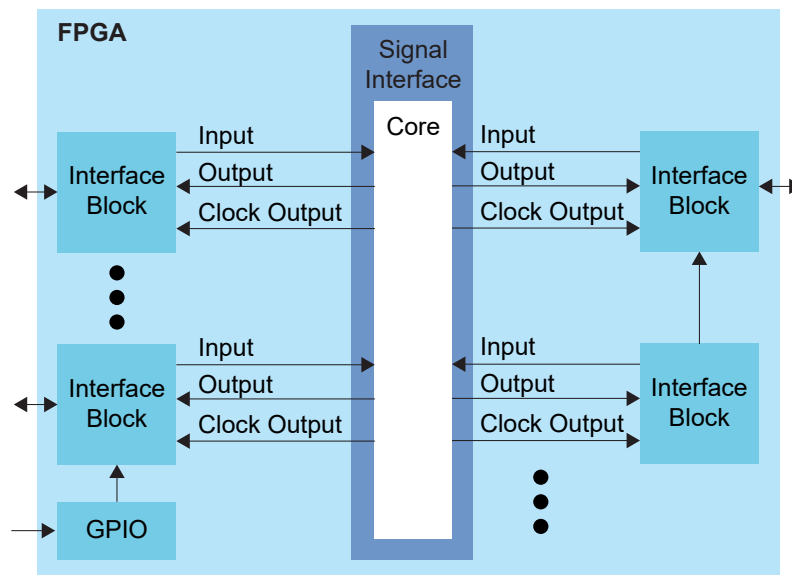 FPGA
Signal
Interface
Core
Interface
Block
Input
Output
Clock Output
Input
Output
Clock Output
Interface
Block
Interface
Block
Input
Output
Clock Output
Input
Output
Clock Output
Interface
Block
GPIO